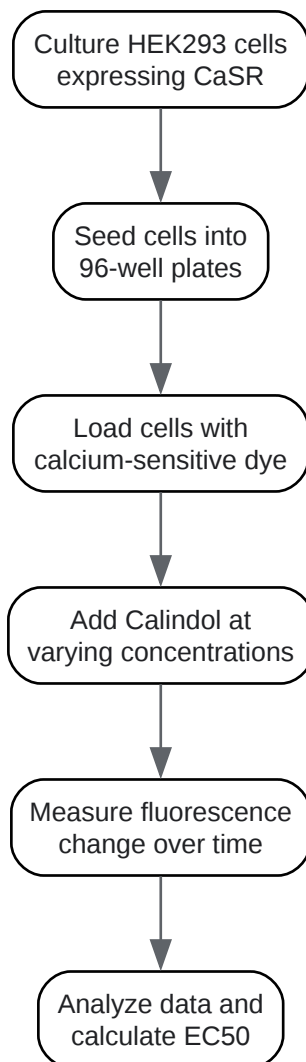 Culture HEK293 cells
expressing CaSR
Seed cells into
96-well plates
Load cells with
calcium-sensitive dye
Add Calindol at
varying concentrations
Measure fluorescence
change over time
Analyze data and
calculate EC50